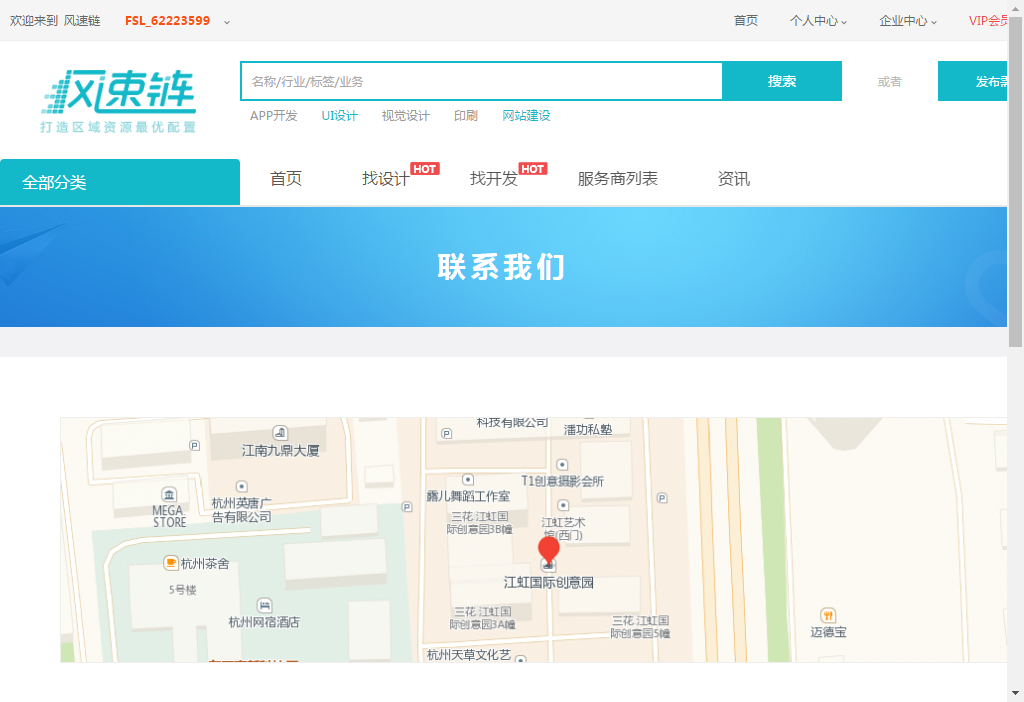 欢迎来到 风速链 FSL_62223599
首页 个人中心 企业中心 VIP会员
风速链
打造区域资源最优配置
名称/行业/标签/业务
搜索
或者
发布需
APP开发 UI设计 视觉设计 印刷 网站建设
全部分类
首页 找设计 HOT 找开发 HOT 服务商列表 资讯
联系我们
科技有限公司
潘功私塾
P
江南九鼎大厦
P
T1创意摄影会所
杭州英唐广
告有限公司
MEGA.
STORE
露儿舞蹈工作室
P
P
三花·江虹国
际创意园3B幢
江虹艺术
馆(西门)
杭州茶舍
5号楼
江虹国际创意园
杭州网宿酒店
三花·江虹国
际创意园3A幢
三花·江虹国
际创意园5幢
迈德宝
杭州天草文化艺